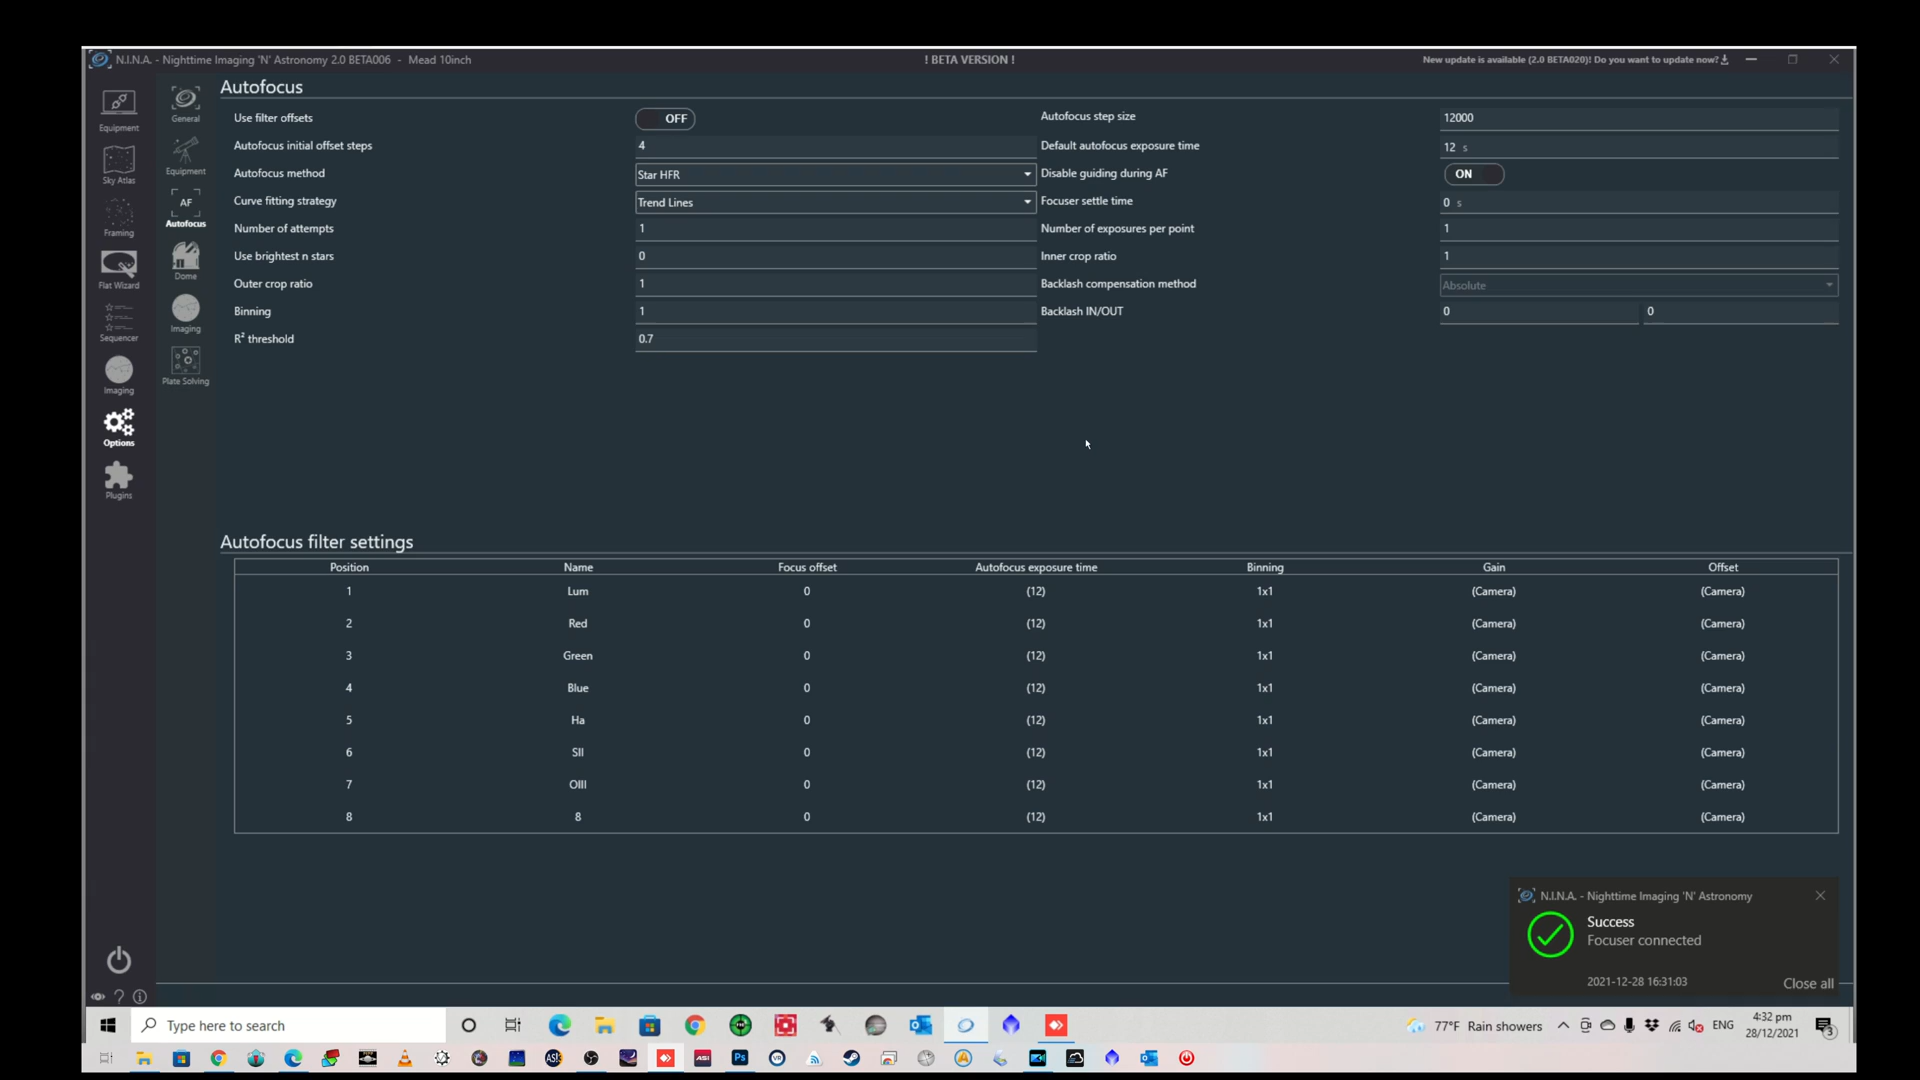 N.I.N.A. - Nighttime Imaging 'N' Astronomy 2.0 BETA006 - Mead 10inch
! BETA VERSION !
New update is available (2.0 BETA020)! Do you want to update now?
Equipment
Sky Atlas
Framing
Flat Wizard
Sequencer
Imaging
Options
Plugins
General
Equipment
AF
Autofocus
Dome
Imaging
Plate Solving
Autofocus
Use filter offsets OFF
Autofocus step size 12000
Autofocus initial offset steps 4
Default autofocus exposure time 12 s
Autofocus method Star HFR
Disable guiding during AF ON
Curve fitting strategy Trend Lines
Focuser settle time 0 s
Number of attempts 1
Number of exposures per point 1
Use brightest n stars 0
Inner crop ratio 1
Outer crop ratio 1
Backlash compensation method Absolute
Binning 1
Backlash IN/OUT 0 0
R² threshold 0.7
Autofocus filter settings
Position Name Focus offset Autofocus exposure time Binning Gain Offset
1 Lum 0 (12) 1x1 (Camera) (Camera)
2 Red 0 (12) 1x1 (Camera) (Camera)
3 Green 0 (12) 1x1 (Camera) (Camera)
4 Blue 0 (12) 1x1 (Camera) (Camera)
5 Ha 0 (12) 1x1 (Camera) (Camera)
6 SII 0 (12) 1x1 (Camera) (Camera)
7 OIII 0 (12) 1x1 (Camera) (Camera)
8 8 0 (12) 1x1 (Camera) (Camera)
N.I.N.A. - Nighttime Imaging 'N' Astronomy
Success
Focuser connected
2021-12-28 16:31:03
Close all
Type here to search
77°F Rain showers
ENG
4:32 pm
28/12/2021
3
ASI
Ps